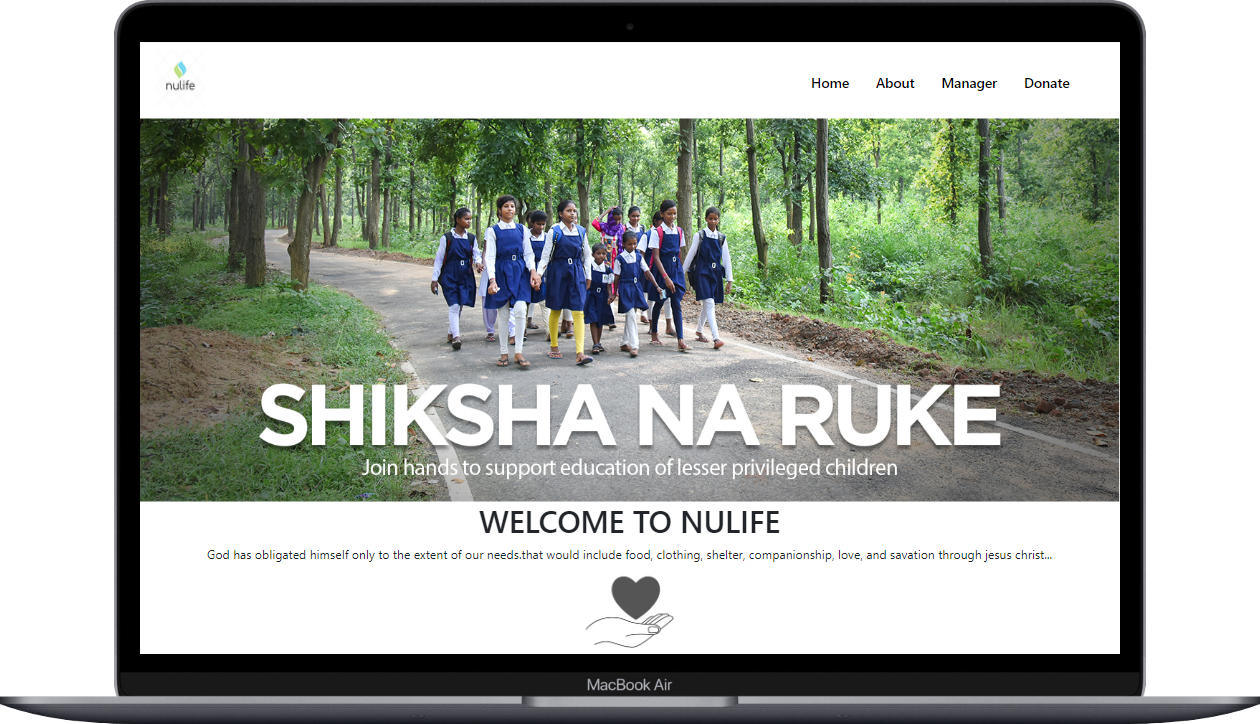 nulife
Home About Manager Donate
SHIKSHA NA RUKE
Join hands to support education of lesser privileged children
WELCOME TO NULIFE
God has obligated himself only to the extent of our needs.that would include food, clothing, shelter, companionship, love, and savation through jesus christ...
MacBook Air